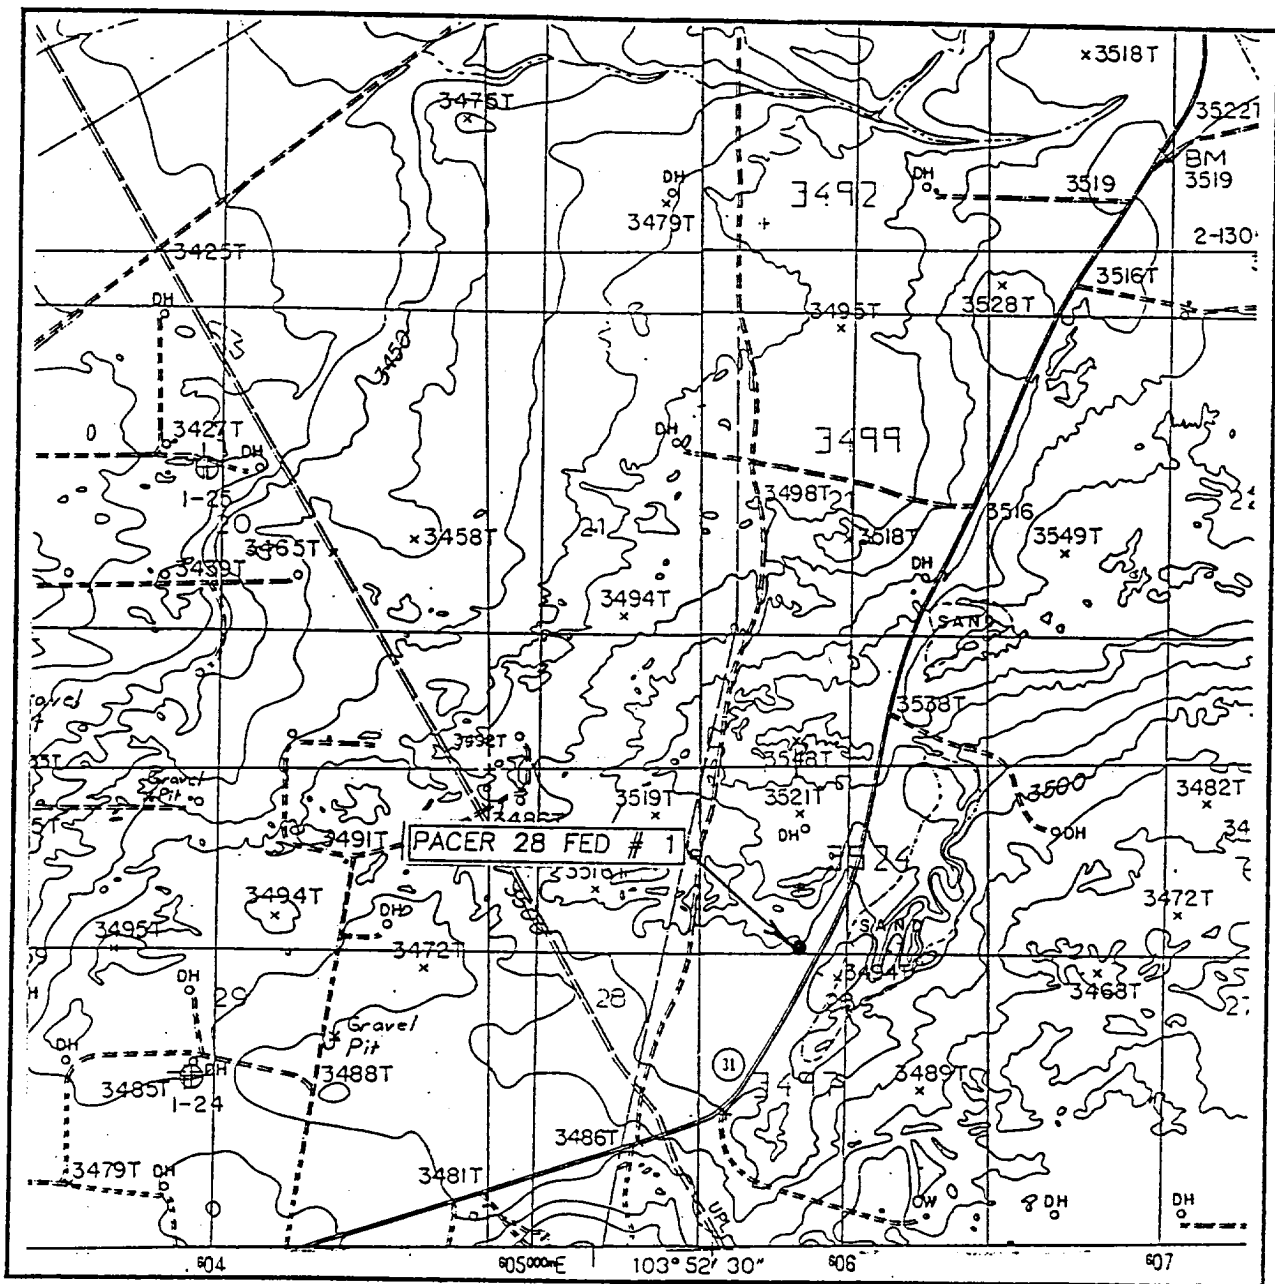 3518T
3475T
3522T
BM
3519
3519
DH
DH
3492
3479T
2-130
3425T
3516T
DH
3528T
3495T
3450
3427T
DH
DH
3499
1-25
3498T
3516
3465T
3458T
21
3518T
3549T
3439T
DH
3494T
SAND
3538T
Gravel
Pit
3548T
3500
3482T
3519T
3521T
DH
DH
3491T
PACER 28 FED # 1
3494T
DH
3472T
3495T
SAND
3472T
3494T
3468T
DH
29
28
Gravel
Pit
DH
DH
31
3485T
1-24
3488T
3489T
3486T
3479T
DH
3481T
OW
DH
DH
604
605000mE
103° 52' 30"
606
607